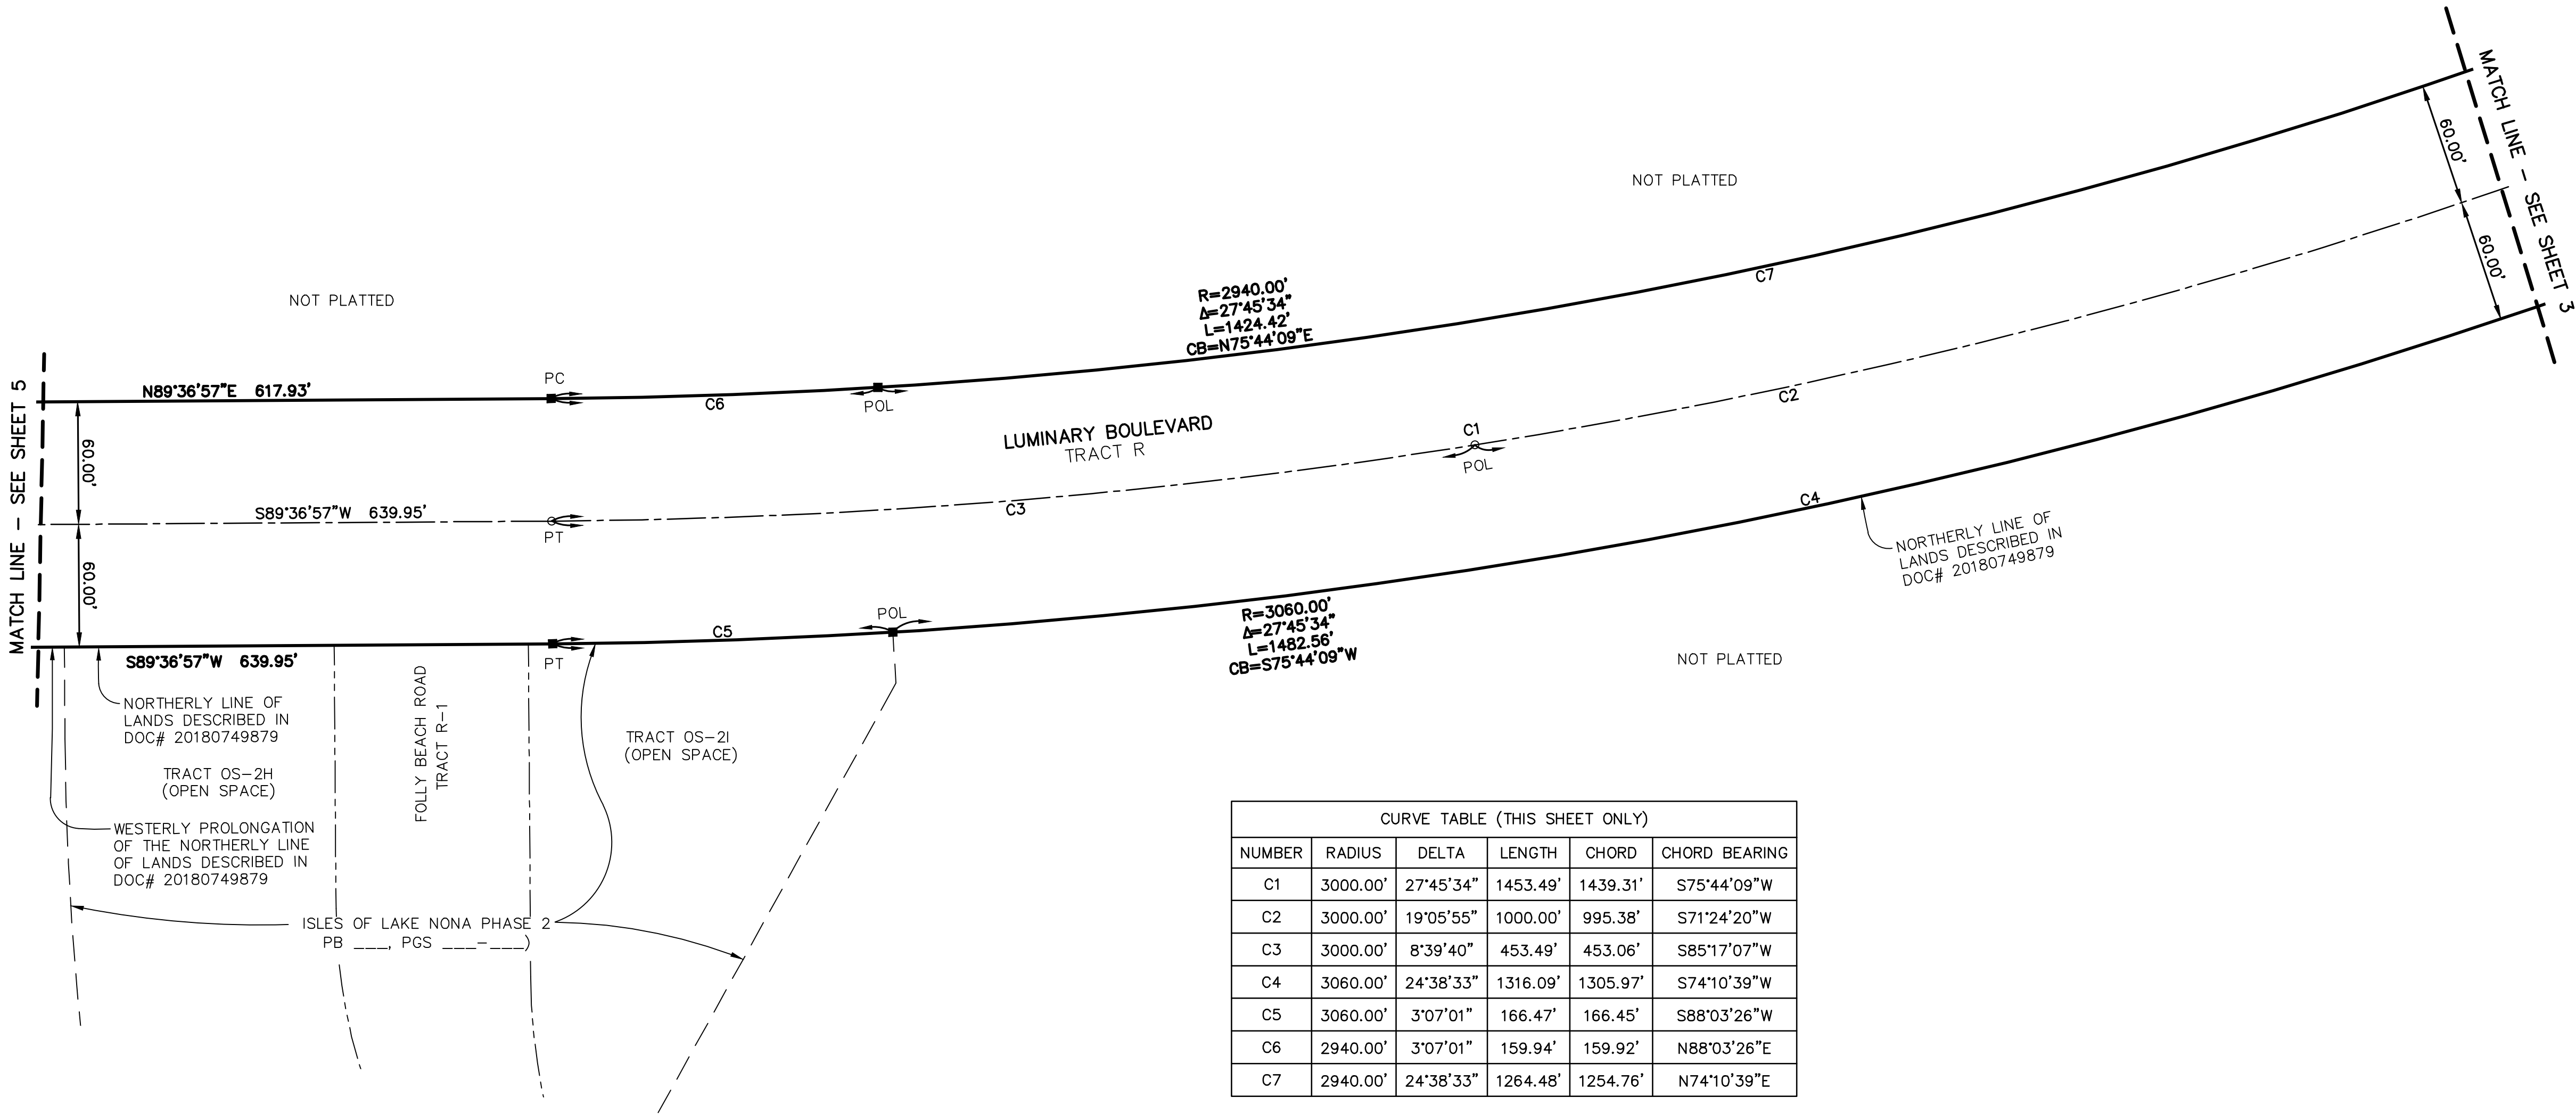 MATCH LINE - SEE SHEET 3
60.00'
60.00'
NOT PLATTED
C7
R=2940.00'
Δ=27°45'34"
L=1424.42'
CB=N75°44'09"E
NOT PLATTED
MATCH LINE - SEE SHEET 5
N89°36'57"E 617.93'
PC
C6
POL
60.00'
LUMINARY BOULEVARD
TRACT R
C1
POL
C2
S89°36'57"W 639.95'
PT
C3
C4
NORTHERLY LINE OF
LANDS DESCRIBED IN
DOC# 20180749879
60.00'
S89°36'57"W 639.95'
PT
C5
POL
R=3060.00'
Δ=27°45'34"
L=1482.56'
CB=S75°44'09"W
NOT PLATTED
NORTHERLY LINE OF
LANDS DESCRIBED IN
DOC# 20180749879
FOLLY BEACH ROAD
TRACT R-1
TRACT OS-2I
(OPEN SPACE)
TRACT OS-2H
(OPEN SPACE)
WESTERLY PROLONGATION
OF THE NORTHERLY LINE
OF LANDS DESCRIBED IN
DOC# 20180749879
ISLES OF LAKE NONA PHASE 2
PB ___, PGS ___-___)
CURVE TABLE (THIS SHEET ONLY)
NUMBER RADIUS DELTA LENGTH CHORD CHORD BEARING
C1 3000.00' 27°45'34" 1453.49' 1439.31' S75°44'09"W
C2 3000.00' 19°05'55" 1000.00' 995.38' S71°24'20"W
C3 3000.00' 8°39'40" 453.49' 453.06' S85°17'07"W
C4 3060.00' 24°38'33" 1316.09' 1305.97' S74°10'39"W
C5 3060.00' 3°07'01" 166.47' 166.45' S88°03'26"W
C6 2940.00' 3°07'01" 159.94' 159.92' N88°03'26"E
C7 2940.00' 24°38'33" 1264.48' 1254.76' N74°10'39"E